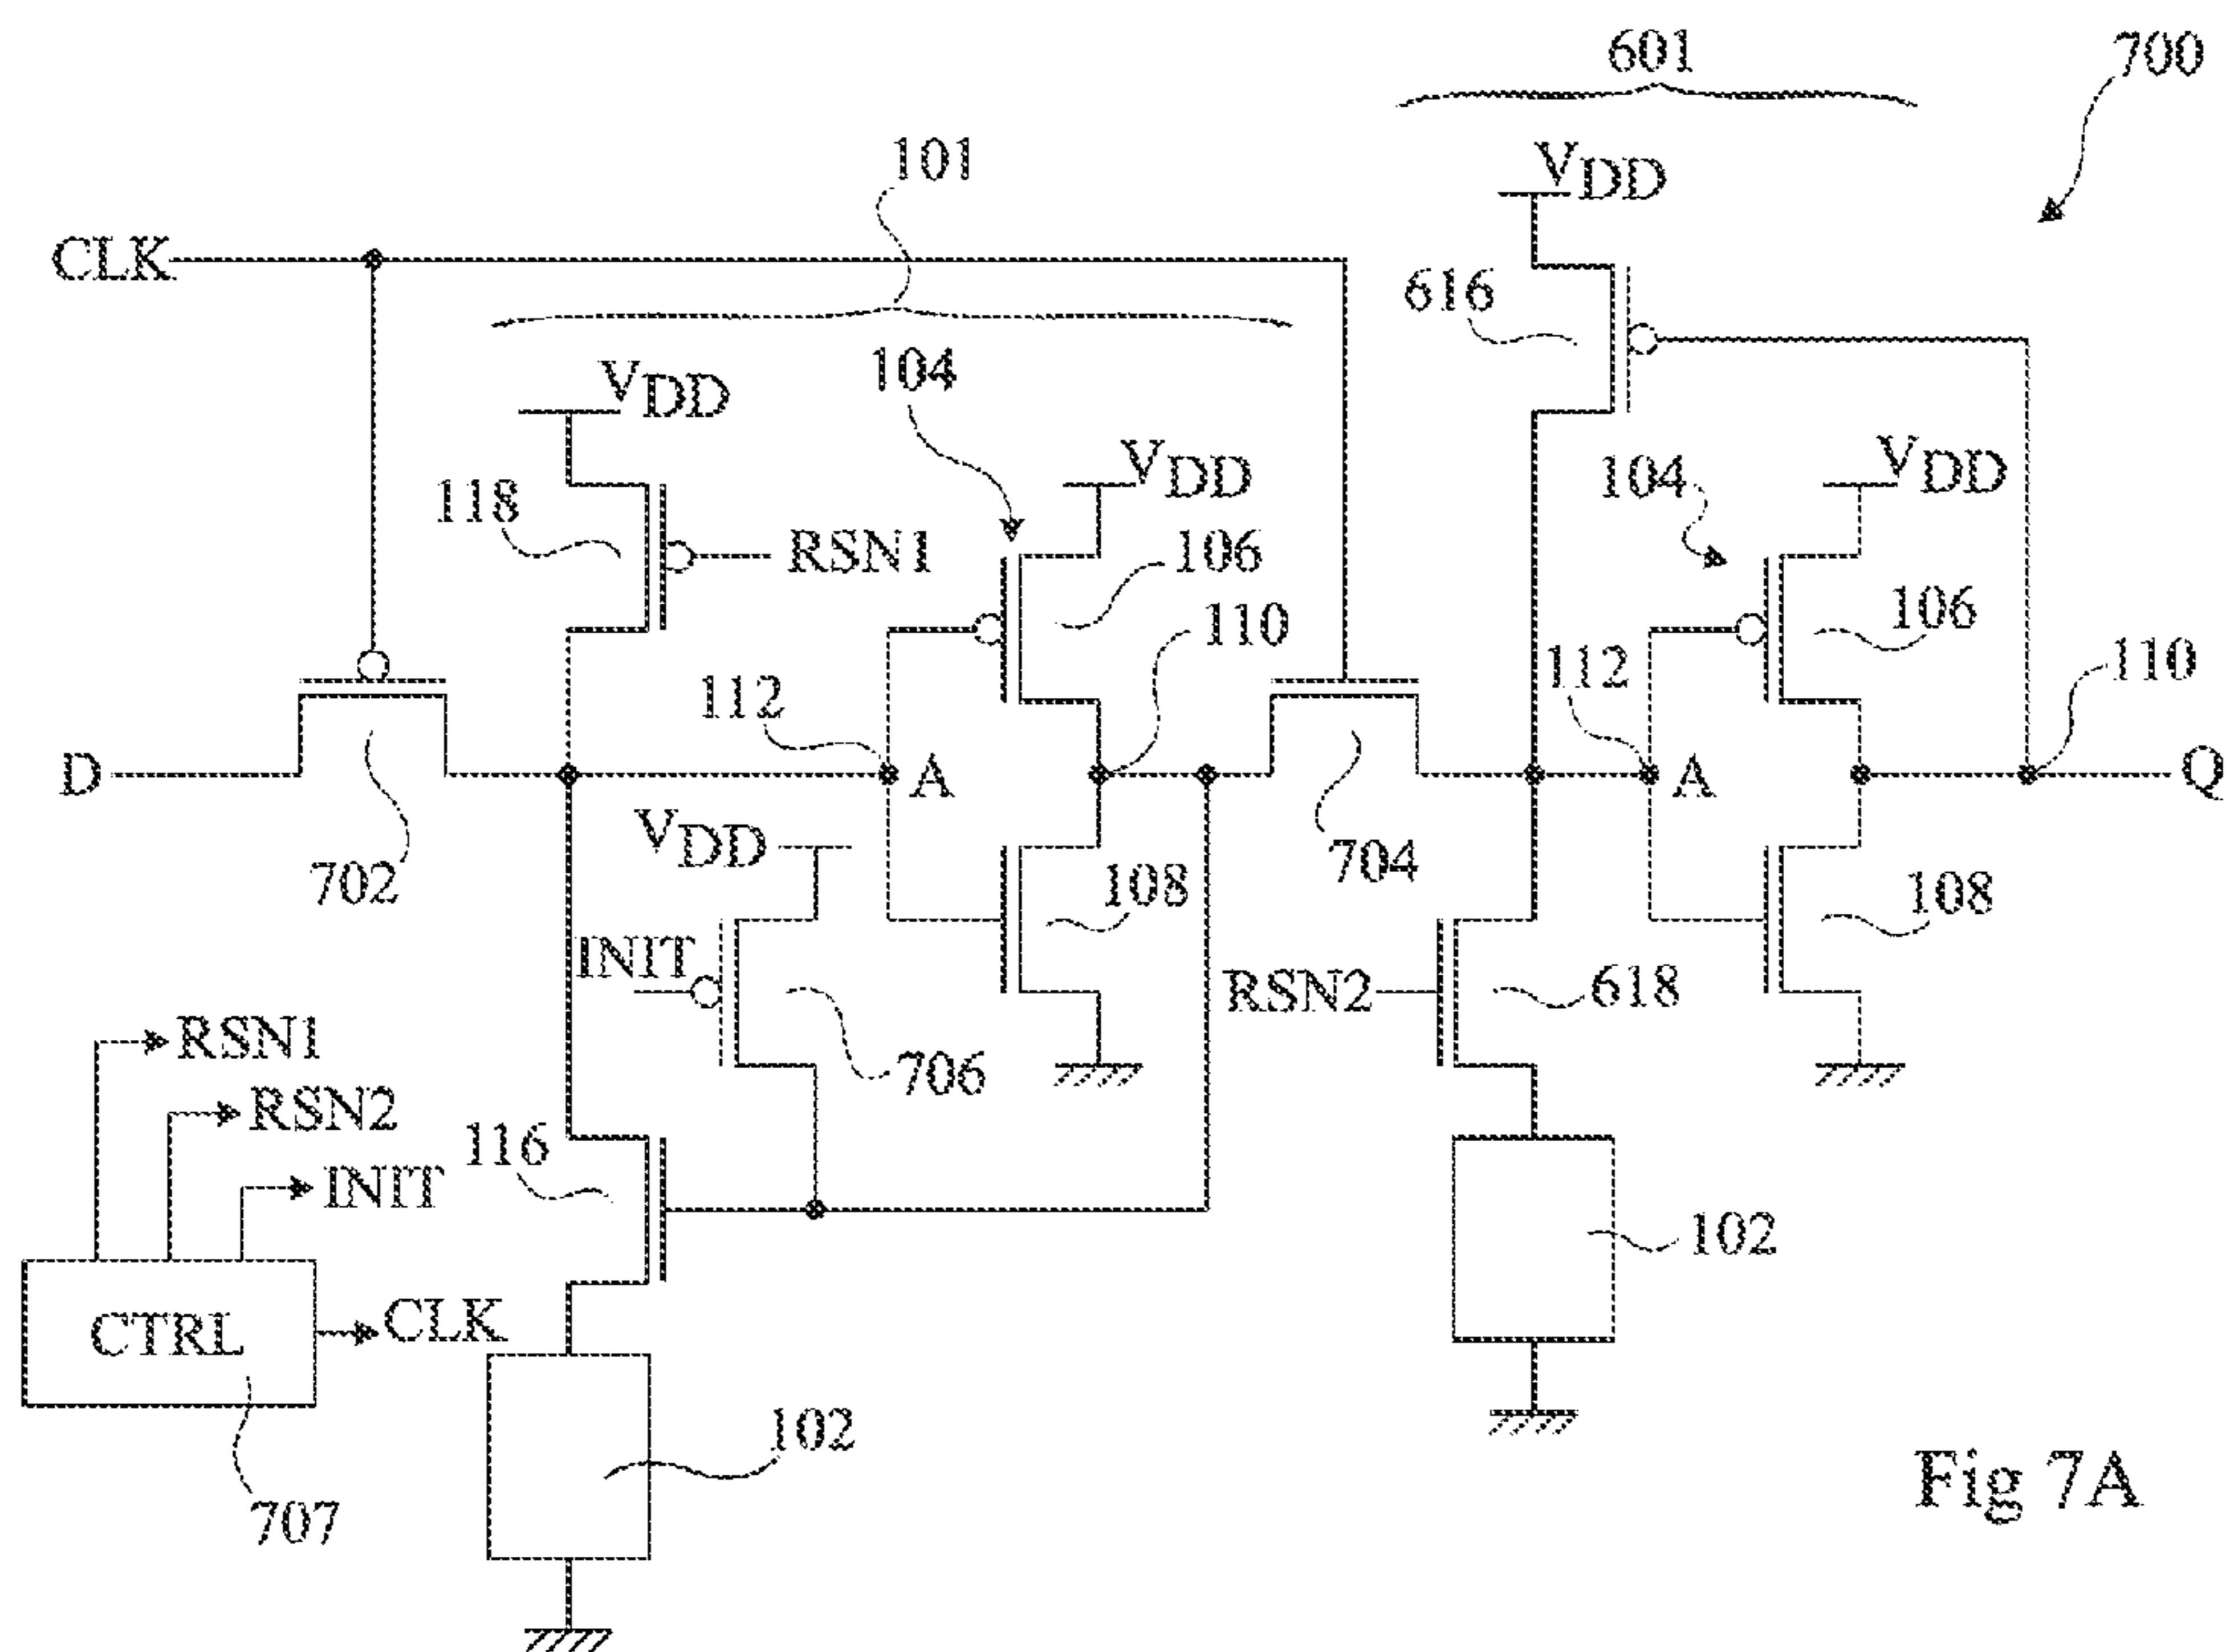 601
700
101
VDD
CLK
616
104
VDD
118
RSN1
VDD
106
110
104
VDD
106
112
112
110
D
A
A
Q
702
VDD
704
108
108
INIT
RSN2
618
706
RSN1
RSN2
INIT
116
CTRL
CLK
102
102
707
Fig 7A